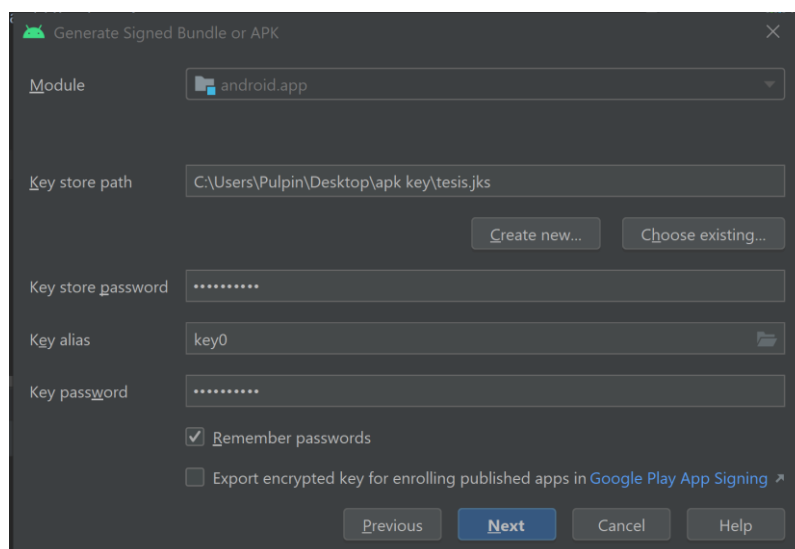 Generate Signed Bundle or APK
Module
android.app
Key store path
C:\Users\Pulpin\Desktop\apk key\tesis.jks
Create new... Choose existing...
Key store password
••••••••••
Key alias
key0
Key password
••••••••••
Remember passwords
Export encrypted key for enrolling published apps in Google Play App Signing ↗
Previous Next Cancel Help